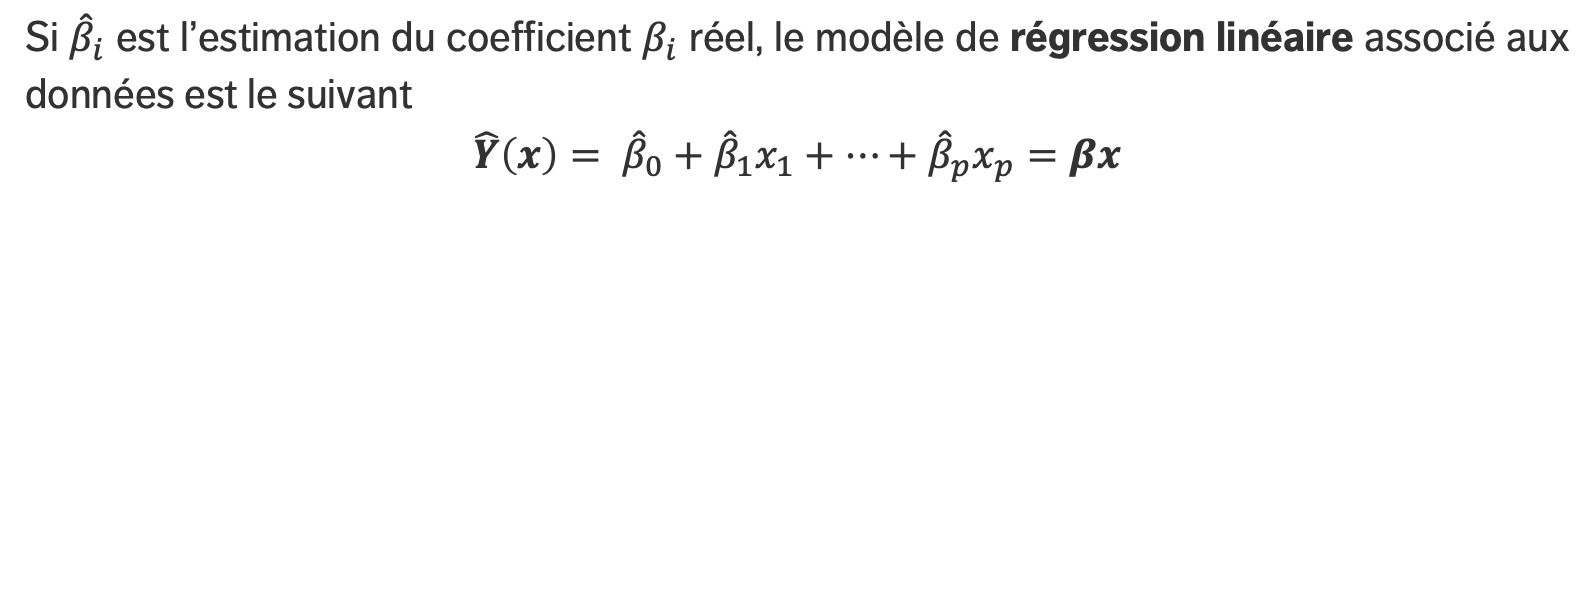 Si β̂ᵢ est l’estimation du coefficient βᵢ réel, le modèle de régression linéaire associé aux
données est le suivant
Ŷ(x) = β̂₀ + β̂₁x₁ + ⋯ + β̂ₚxₚ = βx